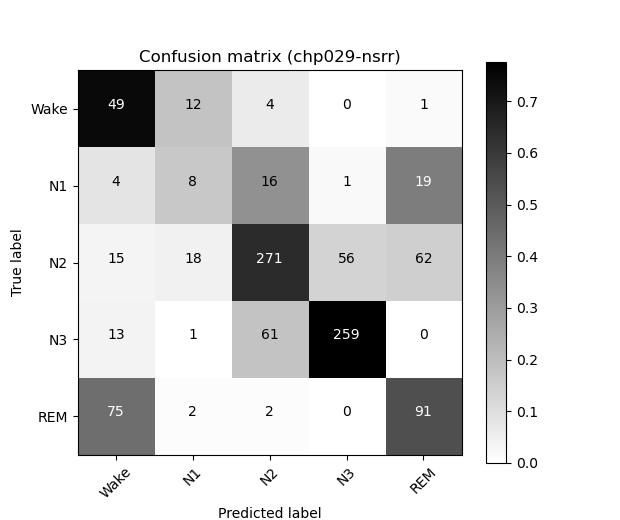 Confusion matrix (chp029-nsrr)
Wake 49 12 4 0 1
N1 4 8 16 1 19
N2 15 18 271 56 62
N3 13 1 61 259 0
REM 75 2 2 0 91
Wake N1 N2 N3 REM
True label
Predicted label
0.7
0.6
0.5
0.4
0.3
0.2
0.1
0.0